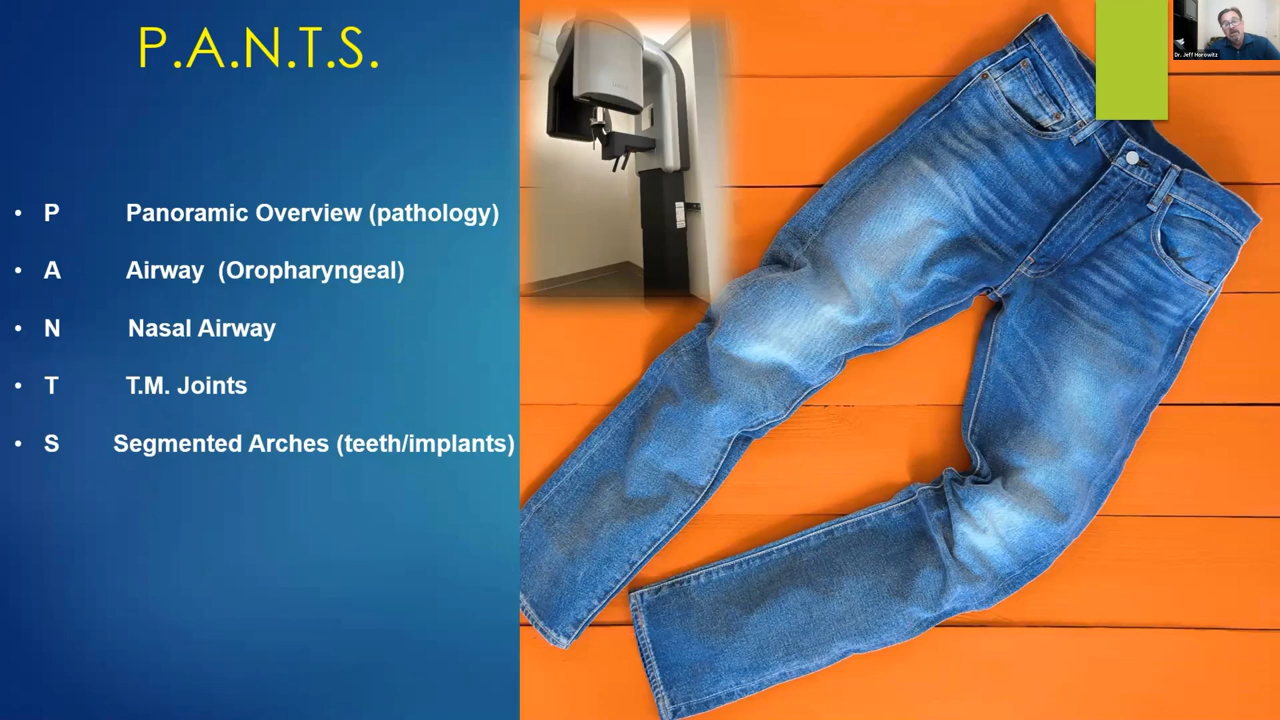 P.A.N.T.S.
• P Panoramic Overview (pathology)
• A Airway (Oropharyngeal)
• N Nasal Airway
• T T.M. Joints
• S Segmented Arches (teeth/implants)
Dr. Jeff Horowitz